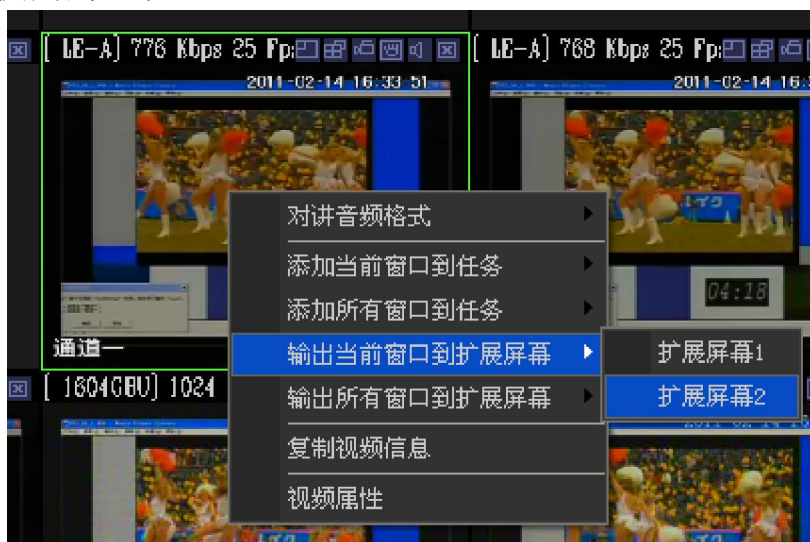 [ LE-A] 776 Kbps 25 Fp
[ LE-A] 768 Kbps 25 Fp
2011-02-14 16:33:51
2011-02-14 16:
对讲音频格式
添加当前窗口到任务
04:18
添加所有窗口到任务
通道一
输出当前窗口到扩展屏幕
扩展屏幕1
[ 1604GBU] 1024
输出所有窗口到扩展屏幕
扩展屏幕2
复制视频信息
视频属性